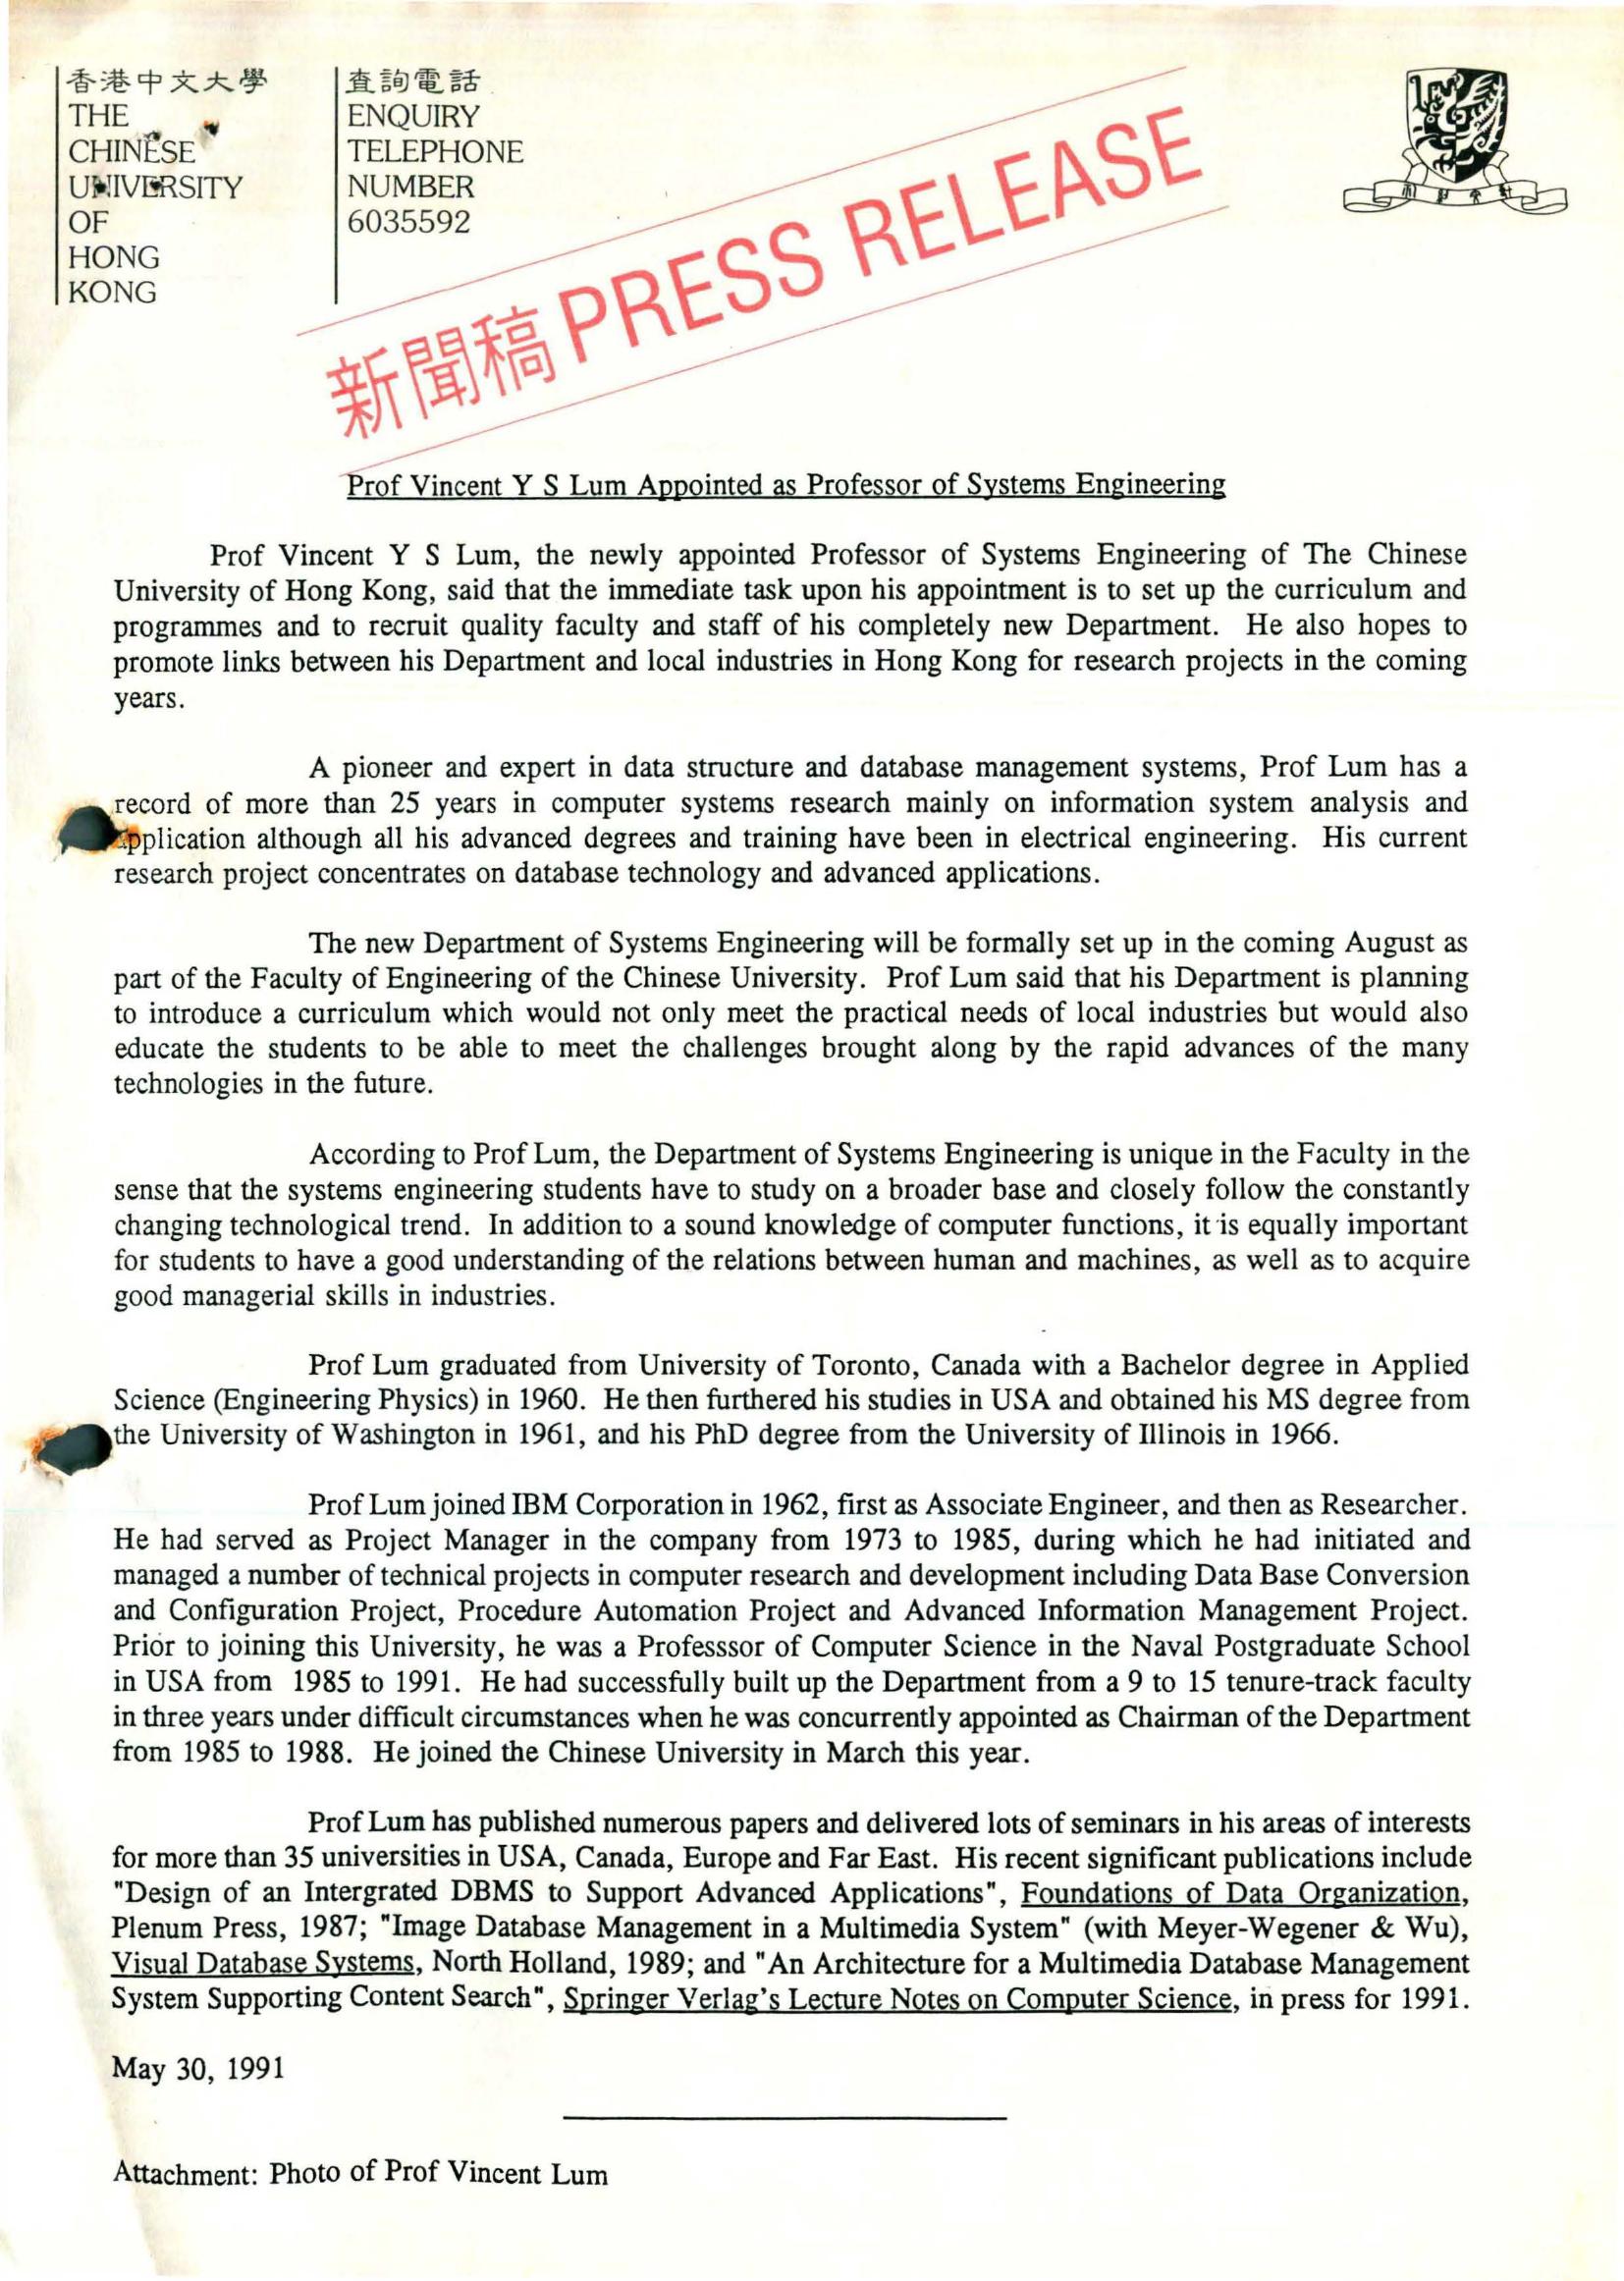 香港中文大學
THE
CHINESE
UNIVERSITY
OF
HONG
KONG
查詢電話
ENQUIRY
TELEPHONE
NUMBER
6035592
新聞稿 PRESS RELEASE
Prof Vincent Y S Lum Appointed as Professor of Systems Engineering
Prof Vincent Y S Lum, the newly appointed Professor of Systems Engineering of The Chinese
University of Hong Kong, said that the immediate task upon his appointment is to set up the curriculum and
programmes and to recruit quality faculty and staff of his completely new Department. He also hopes to
promote links between his Department and local industries in Hong Kong for research projects in the coming
years.
A pioneer and expert in data structure and database management systems, Prof Lum has a
record of more than 25 years in computer systems research mainly on information system analysis and
application although all his advanced degrees and training have been in electrical engineering. His current
research project concentrates on database technology and advanced applications.
The new Department of Systems Engineering will be formally set up in the coming August as
part of the Faculty of Engineering of the Chinese University. Prof Lum said that his Department is planning
to introduce a curriculum which would not only meet the practical needs of local industries but would also
educate the students to be able to meet the challenges brought along by the rapid advances of the many
technologies in the future.
According to Prof Lum, the Department of Systems Engineering is unique in the Faculty in the
sense that the systems engineering students have to study on a broader base and closely follow the constantly
changing technological trend. In addition to a sound knowledge of computer functions, it is equally important
for students to have a good understanding of the relations between human and machines, as well as to acquire
good managerial skills in industries.
Prof Lum graduated from University of Toronto, Canada with a Bachelor degree in Applied
Science (Engineering Physics) in 1960. He then furthered his studies in USA and obtained his MS degree from
the University of Washington in 1961, and his PhD degree from the University of Illinois in 1966.
Prof Lum joined IBM Corporation in 1962, first as Associate Engineer, and then as Researcher.
He had served as Project Manager in the company from 1973 to 1985, during which he had initiated and
managed a number of technical projects in computer research and development including Data Base Conversion
and Configuration Project, Procedure Automation Project and Advanced Information Management Project.
Prior to joining this University, he was a Professsor of Computer Science in the Naval Postgraduate School
in USA from 1985 to 1991. He had successfully built up the Department from a 9 to 15 tenure-track faculty
in three years under difficult circumstances when he was concurrently appointed as Chairman of the Department
from 1985 to 1988. He joined the Chinese University in March this year.
Prof Lum has published numerous papers and delivered lots of seminars in his areas of interests
for more than 35 universities in USA, Canada, Europe and Far East. His recent significant publications include
"Design of an Intergrated DBMS to Support Advanced Applications", Foundations of Data Organization,
Plenum Press, 1987; "Image Database Management in a Multimedia System" (with Meyer-Wegener & Wu),
Visual Database Systems, North Holland, 1989; and "An Architecture for a Multimedia Database Management
System Supporting Content Search", Springer Verlag's Lecture Notes on Computer Science, in press for 1991.
May 30, 1991
Attachment: Photo of Prof Vincent Lum